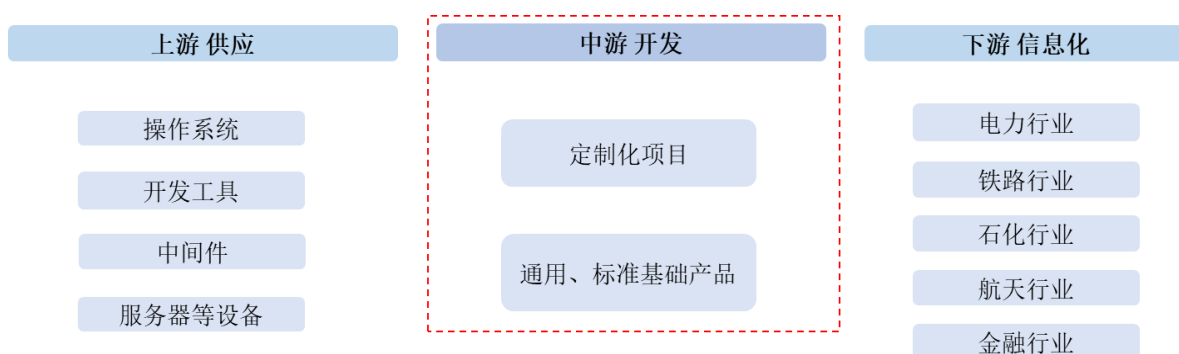 上游 供应
操作系统
开发工具
中间件
服务器等设备
中游 开发
定制化项目
通用、标准基础产品
下游 信息化
电力行业
铁路行业
石化行业
航天行业
金融行业